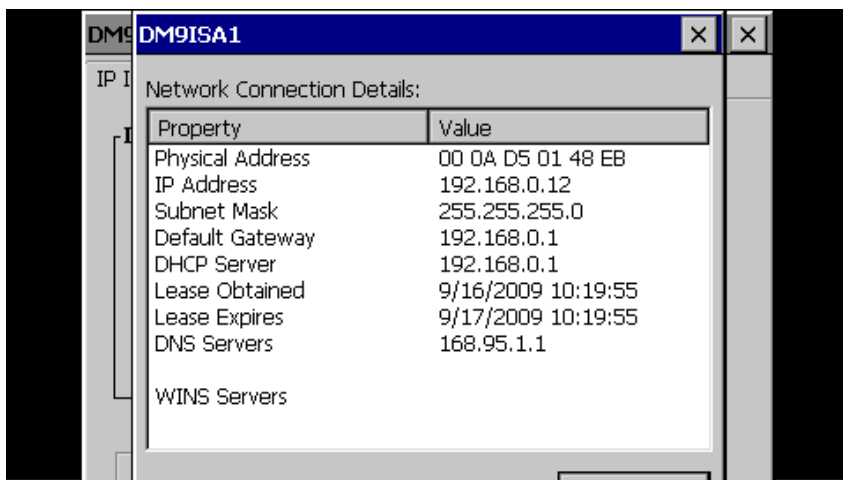 DM9
DM9ISA1
IP I
Network Connection Details:
Property Value
Physical Address 00 0A D5 01 48 EB
IP Address 192.168.0.12
Subnet Mask 255.255.255.0
Default Gateway 192.168.0.1
DHCP Server 192.168.0.1
Lease Obtained 9/16/2009 10:19:55
Lease Expires 9/17/2009 10:19:55
DNS Servers 168.95.1.1
WINS Servers